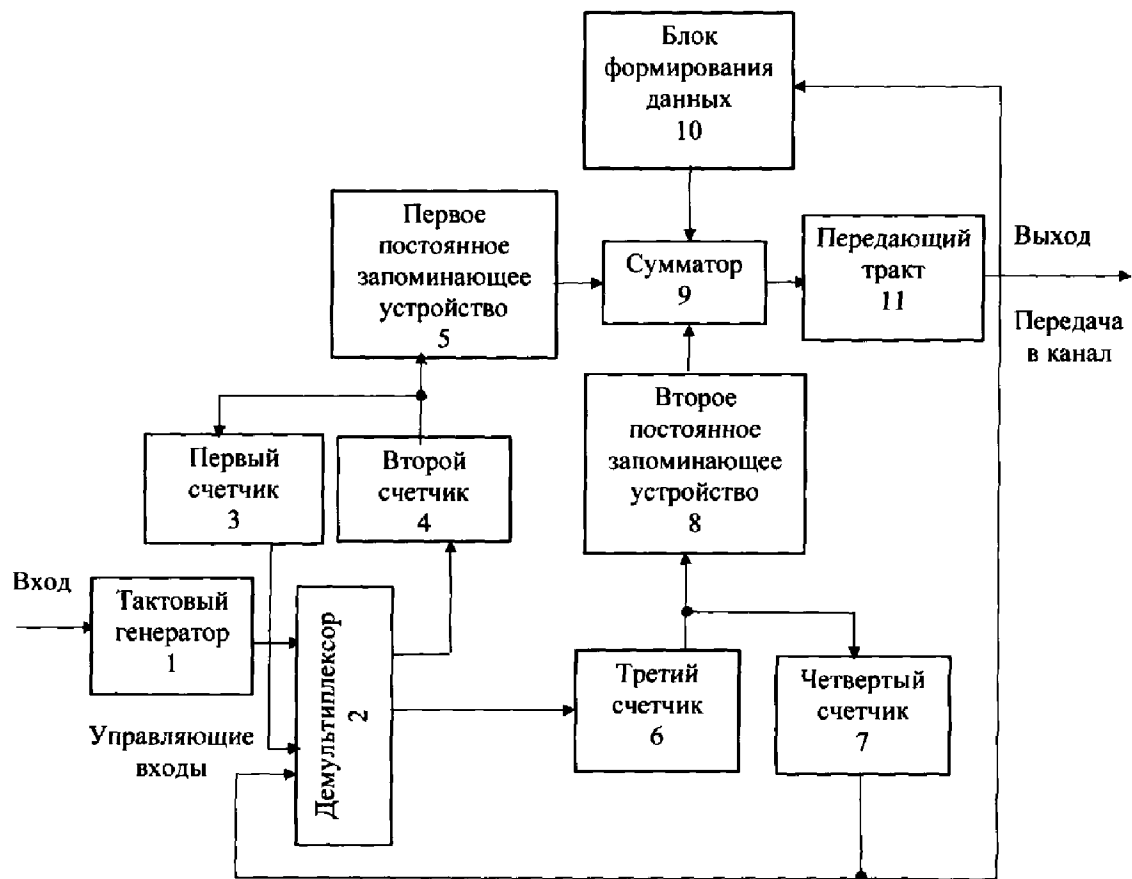 Блок
формирования
данных
10
Первое
постоянное
запоминающее
устройство
5
Сумматор
9
Передающий
тракт
11
Выход
Передача
в канал
Первый
счетчик
3
Второй
счетчик
4
Второе
постоянное
запоминающее
устройство
8
Вход
Тактовый
генератор
1
Демультиплексор
2
Третий
счетчик
6
Четвертый
счетчик
7
Управляющие
входы